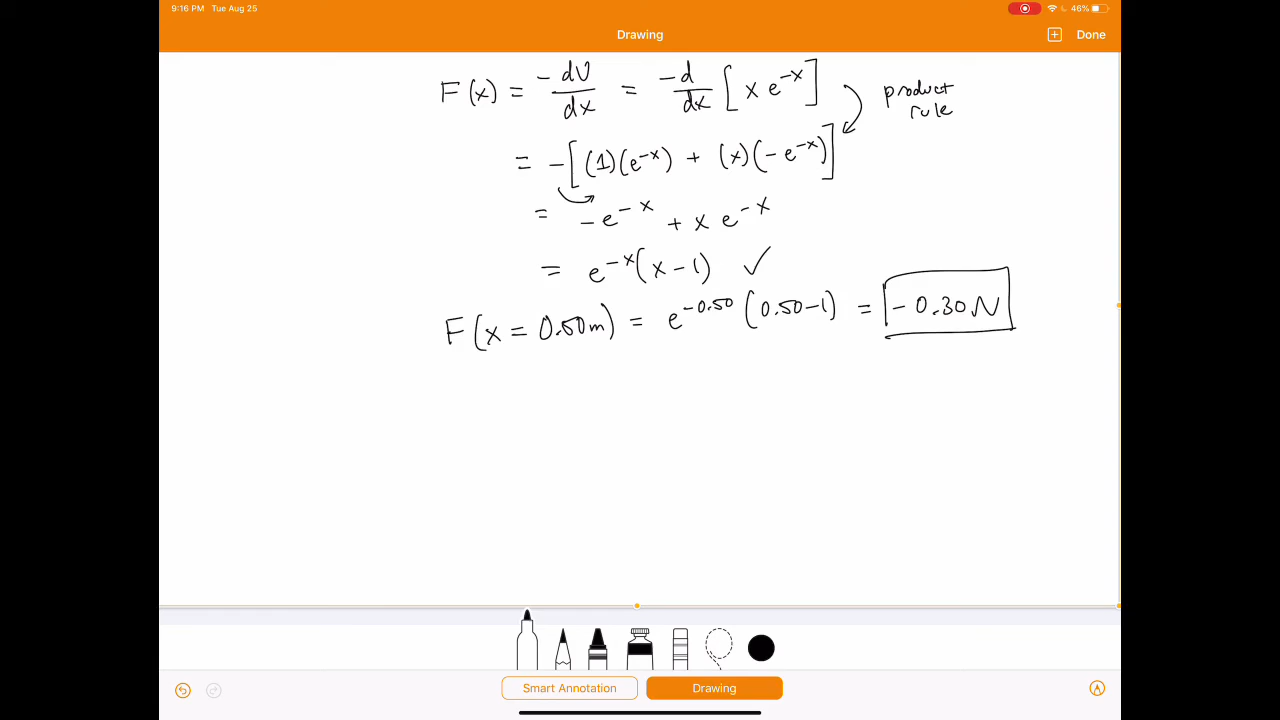 9:16 PM Tue Aug 25 46%
Drawing Done
F(x) = -dU/dx = -d/dx [x e^{-x}] product rule
= -[(1)(e^{-x}) + (x)(-e^{-x})]
= -e^{-x} + x e^{-x}
= e^{-x}(x-1) ✓
F(x = 0.50m) = e^{-0.50} (0.50-1) = -0.30N
Smart Annotation Drawing